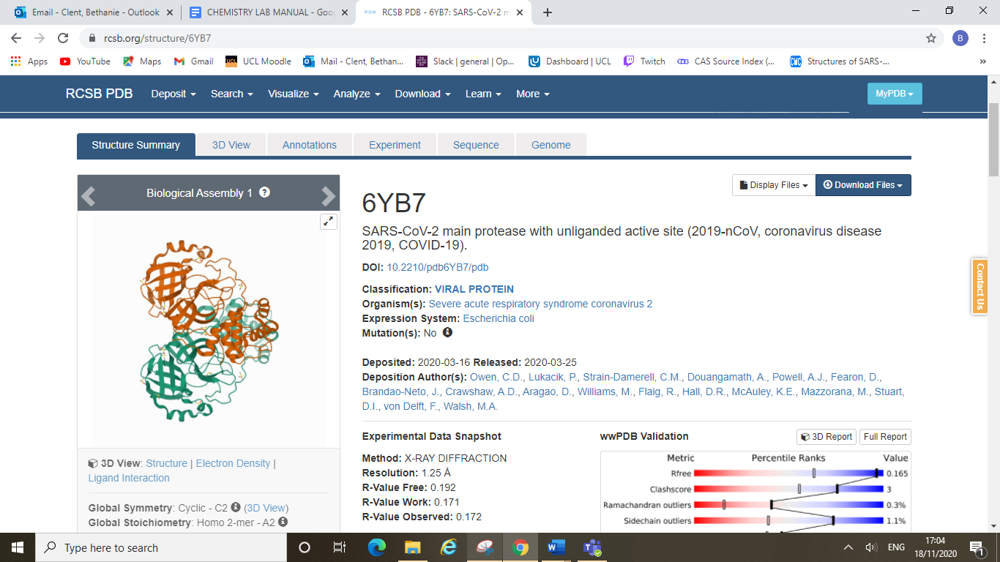 Email - Clent, Bethanie - Outlook
CHEMISTRY LAB MANUAL - Goo
RCSB PDB - 6YB7: SARS-CoV-2 m
rcsb.org/structure/6YB7
B
Apps
YouTube
Maps
Gmail
UCL Moodle
Mail - Clent, Bethan...
Slack | general | Op...
Dashboard | UCL
Twitch
CAS Source Index (...
Structures of SARS-...
»
RCSB PDB
Deposit
Search
Visualize
Analyze
Download
Learn
More
MyPDB
Structure Summary
3D View
Annotations
Experiment
Sequence
Genome
Biological Assembly 1 ?
Display Files
Download Files
6YB7
SARS-CoV-2 main protease with unliganded active site (2019-nCoV, coronavirus disease
2019, COVID-19).
DOI: 10.2210/pdb6YB7/pdb
Classification: VIRAL PROTEIN
Organism(s): Severe acute respiratory syndrome coronavirus 2
Expression System: Escherichia coli
Mutation(s): No
Deposited: 2020-03-16 Released: 2020-03-25
Deposition Author(s): Owen, C.D., Lukacik, P., Strain-Damerell, C.M., Douangamath, A., Powell, A.J., Fearon, D.,
Brandao-Neto, J., Crawshaw, A.D., Aragao, D., Williams, M., Flaig, R., Hall, D.R., McAuley, K.E., Mazzorana, M., Stuart,
D.I., von Delft, F., Walsh, M.A.
Contact Us
3D View: Structure | Electron Density |
Ligand Interaction
Global Symmetry: Cyclic - C2 (3D View)
Global Stoichiometry: Homo 2-mer - A2
Experimental Data Snapshot
Method: X-RAY DIFFRACTION
Resolution: 1.25 Å
R-Value Free: 0.192
R-Value Work: 0.171
R-Value Observed: 0.172
wwPDB Validation
3D Report
Full Report
Metric Percentile Ranks Value
Rfree 0.165
Clashscore 3
Ramachandran outliers 0.3%
Sidechain outliers 1.1%
Type here to search
ENG
17:04
18/11/2020
1